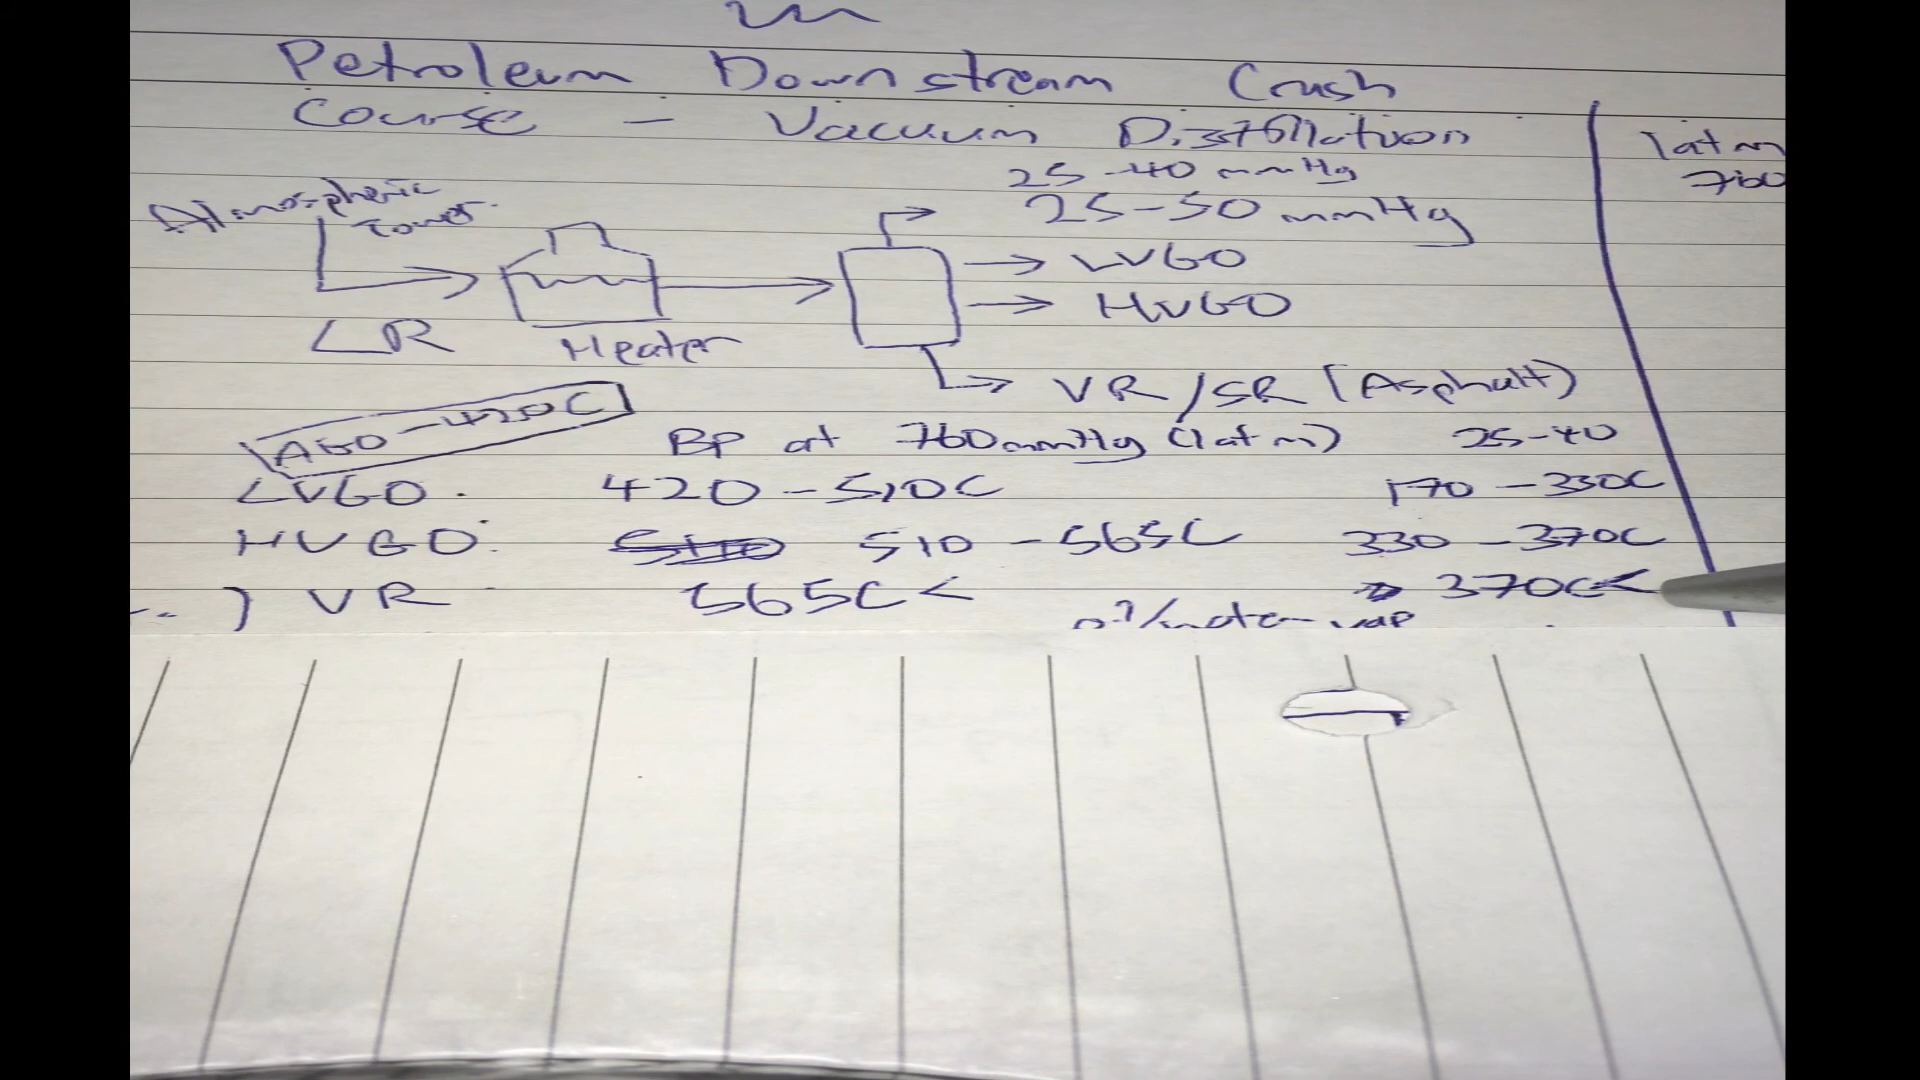 Petroleum Downstream Crash
Course - Vacuum Distillation
1 atm
760
25-40 mmHg
Atmospheric
Tower.
25-50 mmHg
LVGO
HVGO
LR
Heater
VR/SR (Asphalt)
AGO - 420C
BP at 760mmHg (1atm) 25-40
LVGO. 420-510C 170-330C
HVGO: 510-565C 330-370C
) VR 565C< 370C<